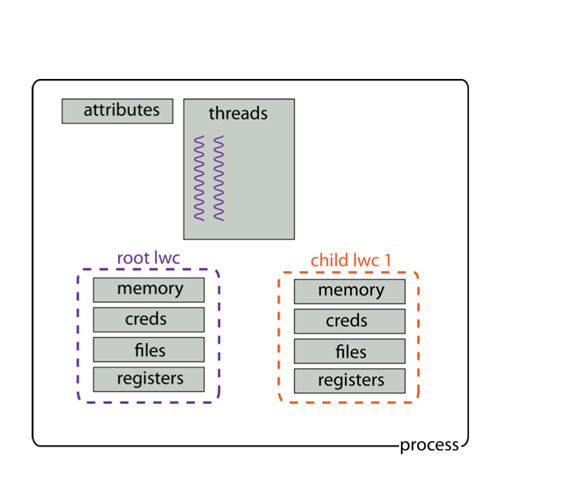 attributes
threads
root lwc
memory
creds
files
registers
child lwc 1
memory
creds
files
registers
process